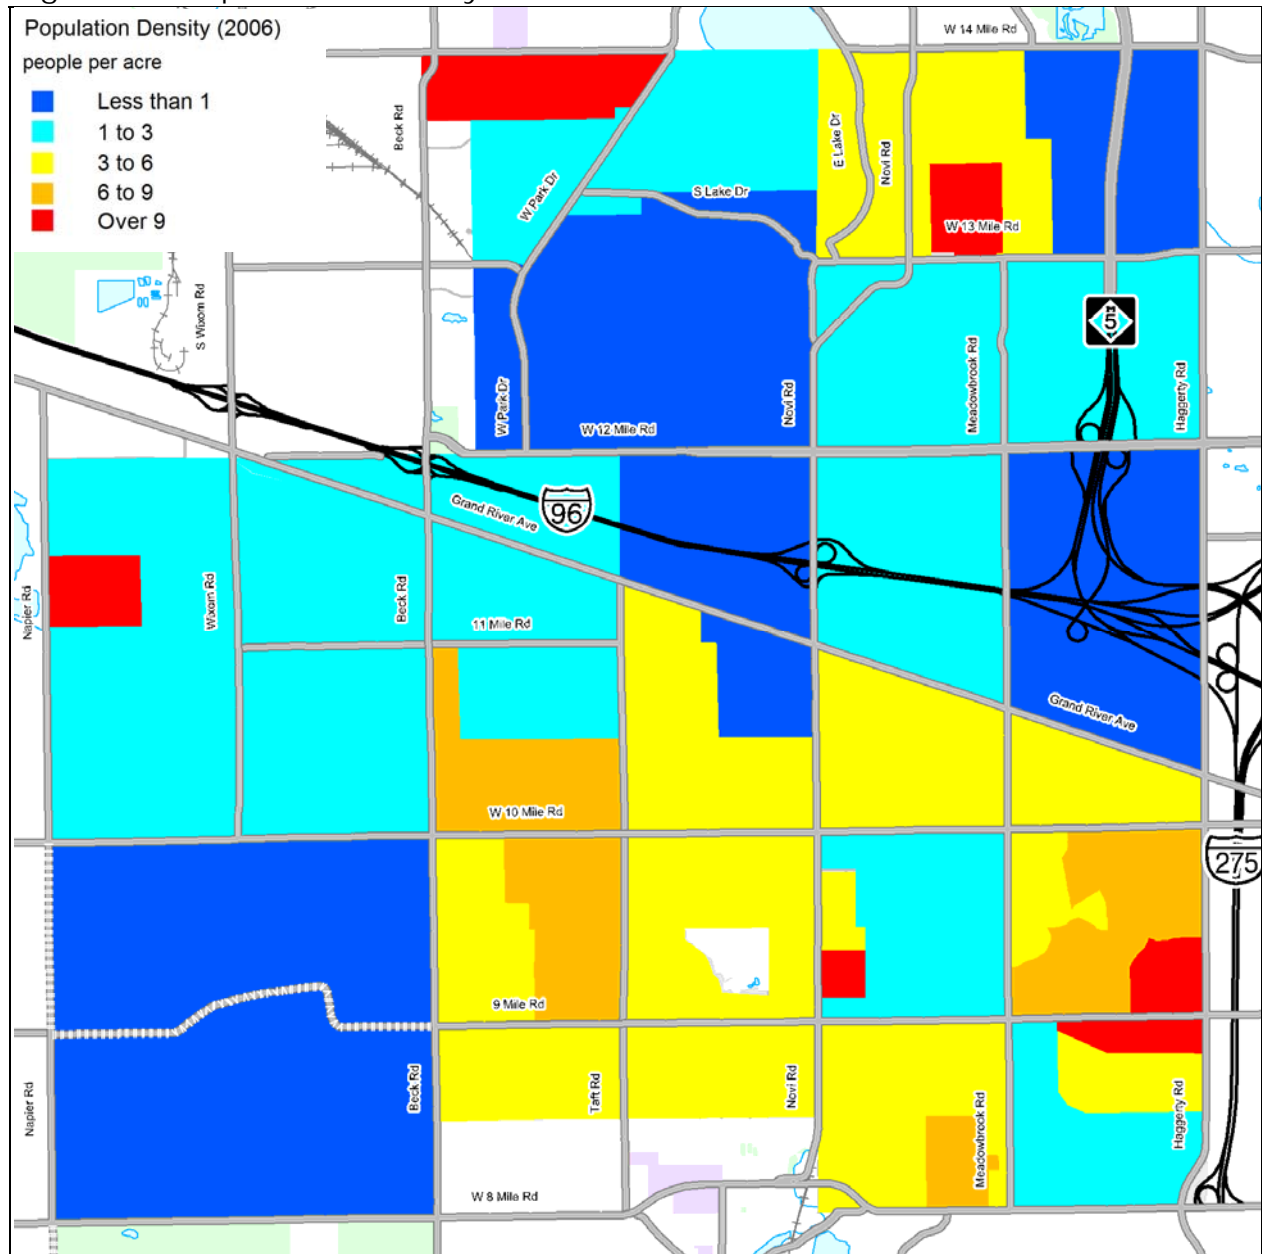 Population Density (2006)
people per acre
Less than 1
1 to 3
3 to 6
6 to 9
Over 9
W 14 Mile Rd
Beck Rd
E Lake Dr
Novi Rd
W Park Dr
S Lake Dr
W 13 Mile Rd
S Wixom Rd
M
5
W Park Dr
W 12 Mile Rd
Novi Rd
Meadowbrook Rd
Haggerty Rd
Grand River Ave
96
Napier Rd
Wixom Rd
Beck Rd
11 Mile Rd
Grand River Ave
W 10 Mile Rd
275
9 Mile Rd
Napier Rd
Beck Rd
Taft Rd
Novi Rd
Meadowbrook Rd
Haggerty Rd
W 8 Mile Rd